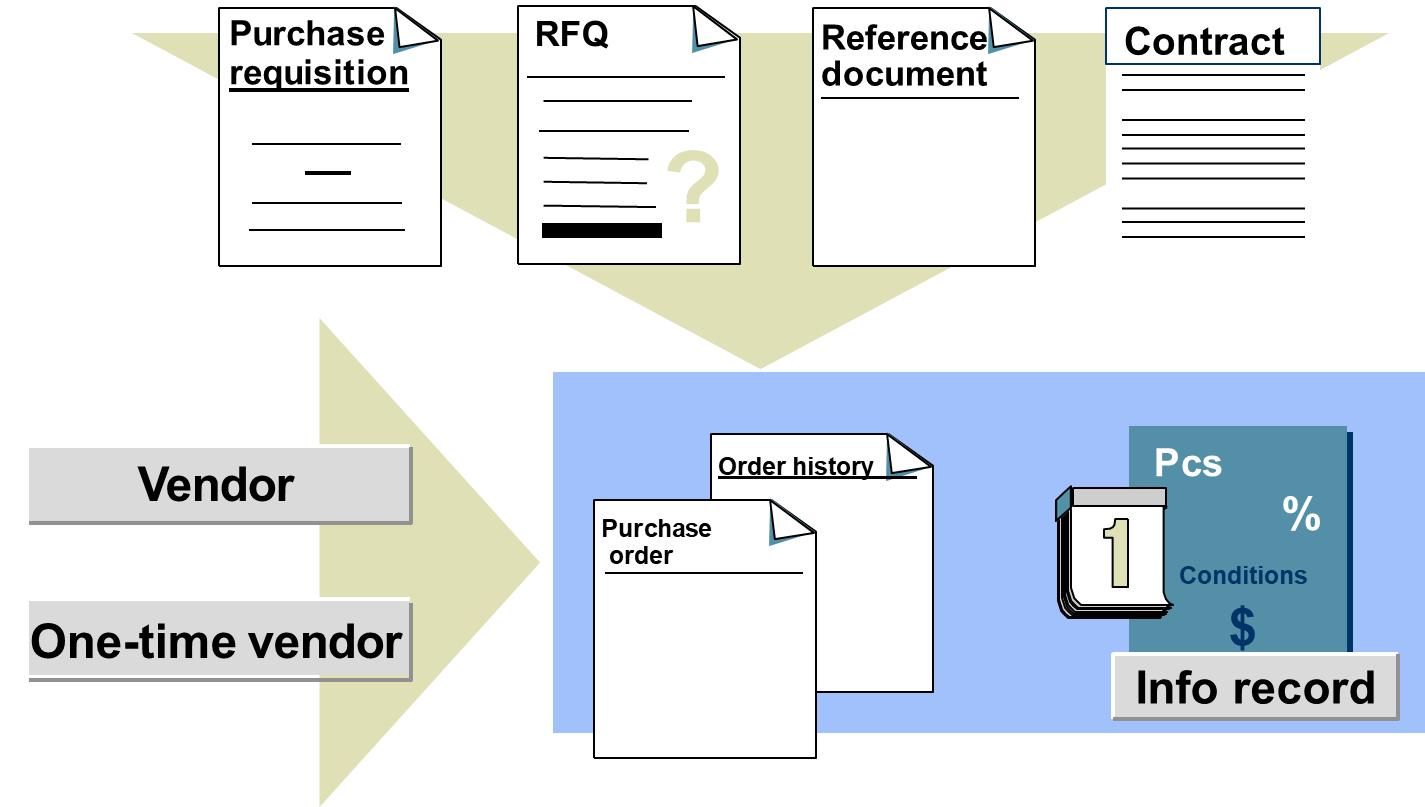 Purchase
requisition
RFQ
?
Reference
document
Contract
Vendor
One-time vendor
Order history
Purchase
order
Pcs
%
1
Conditions
$
Info record